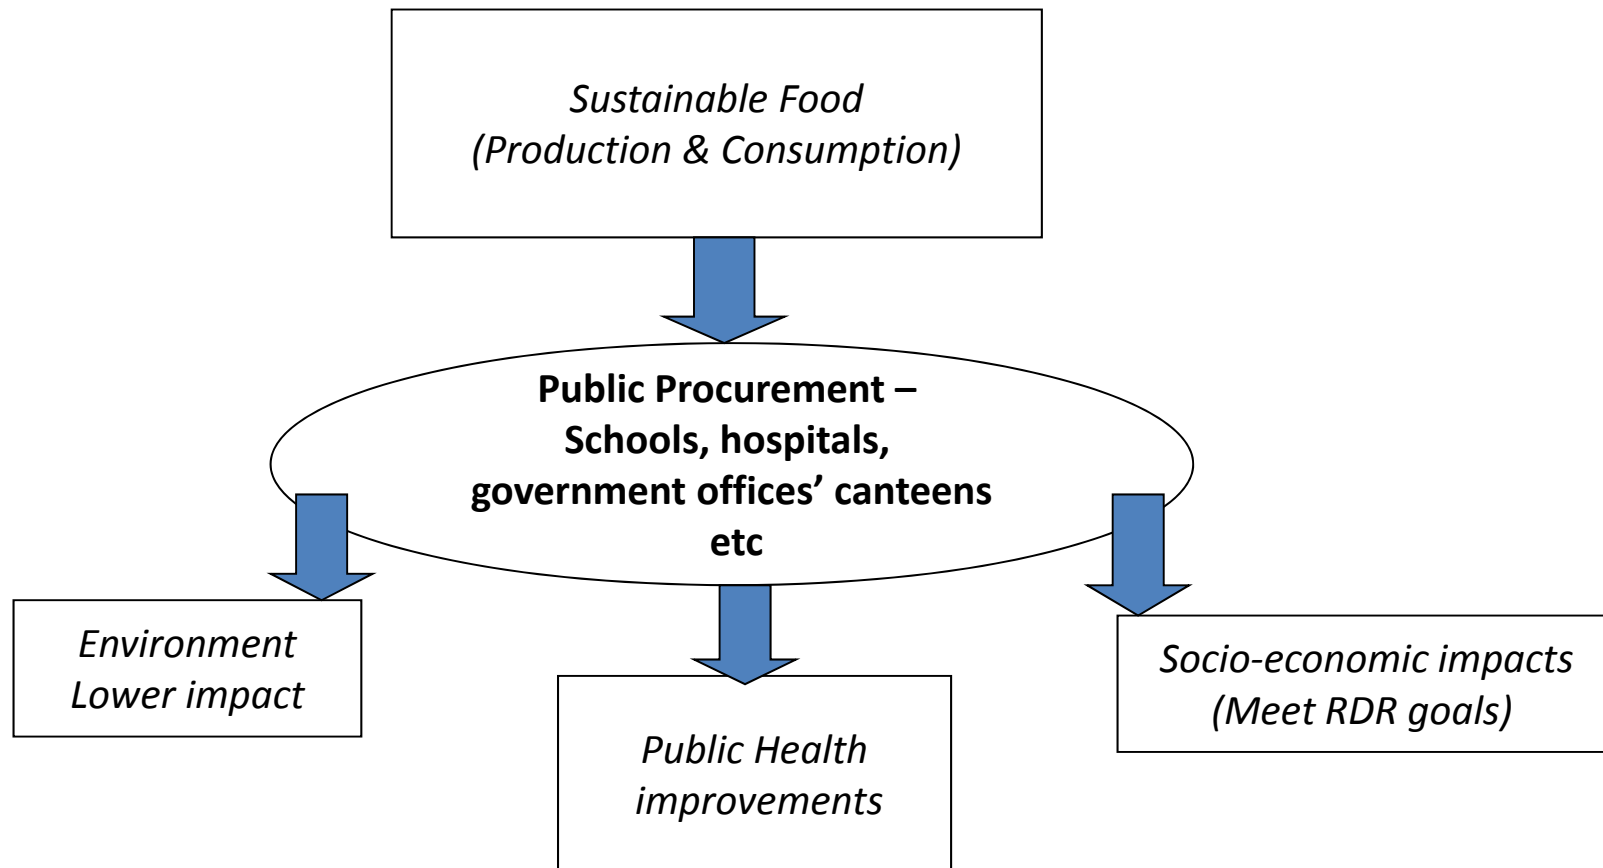 Sustainable Food
(Production & Consumption)
Public Procurement –
Schools, hospitals,
government offices’ canteens
etc
Environment
Lower impact
Public Health
improvements
Socio-economic impacts
(Meet RDR goals)